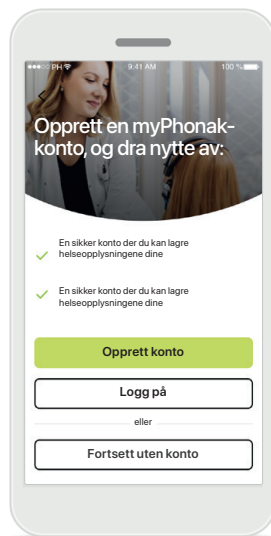 PH 9:41 AM 100 %
Opprett en myPhonak-
konto, og dra nytte av:
En sikker konto der du kan lagre
helseopplysningene dine
En sikker konto der du kan lagre
helseopplysningene dine
Opprett konto
Logg på
eller
Fortsett uten konto